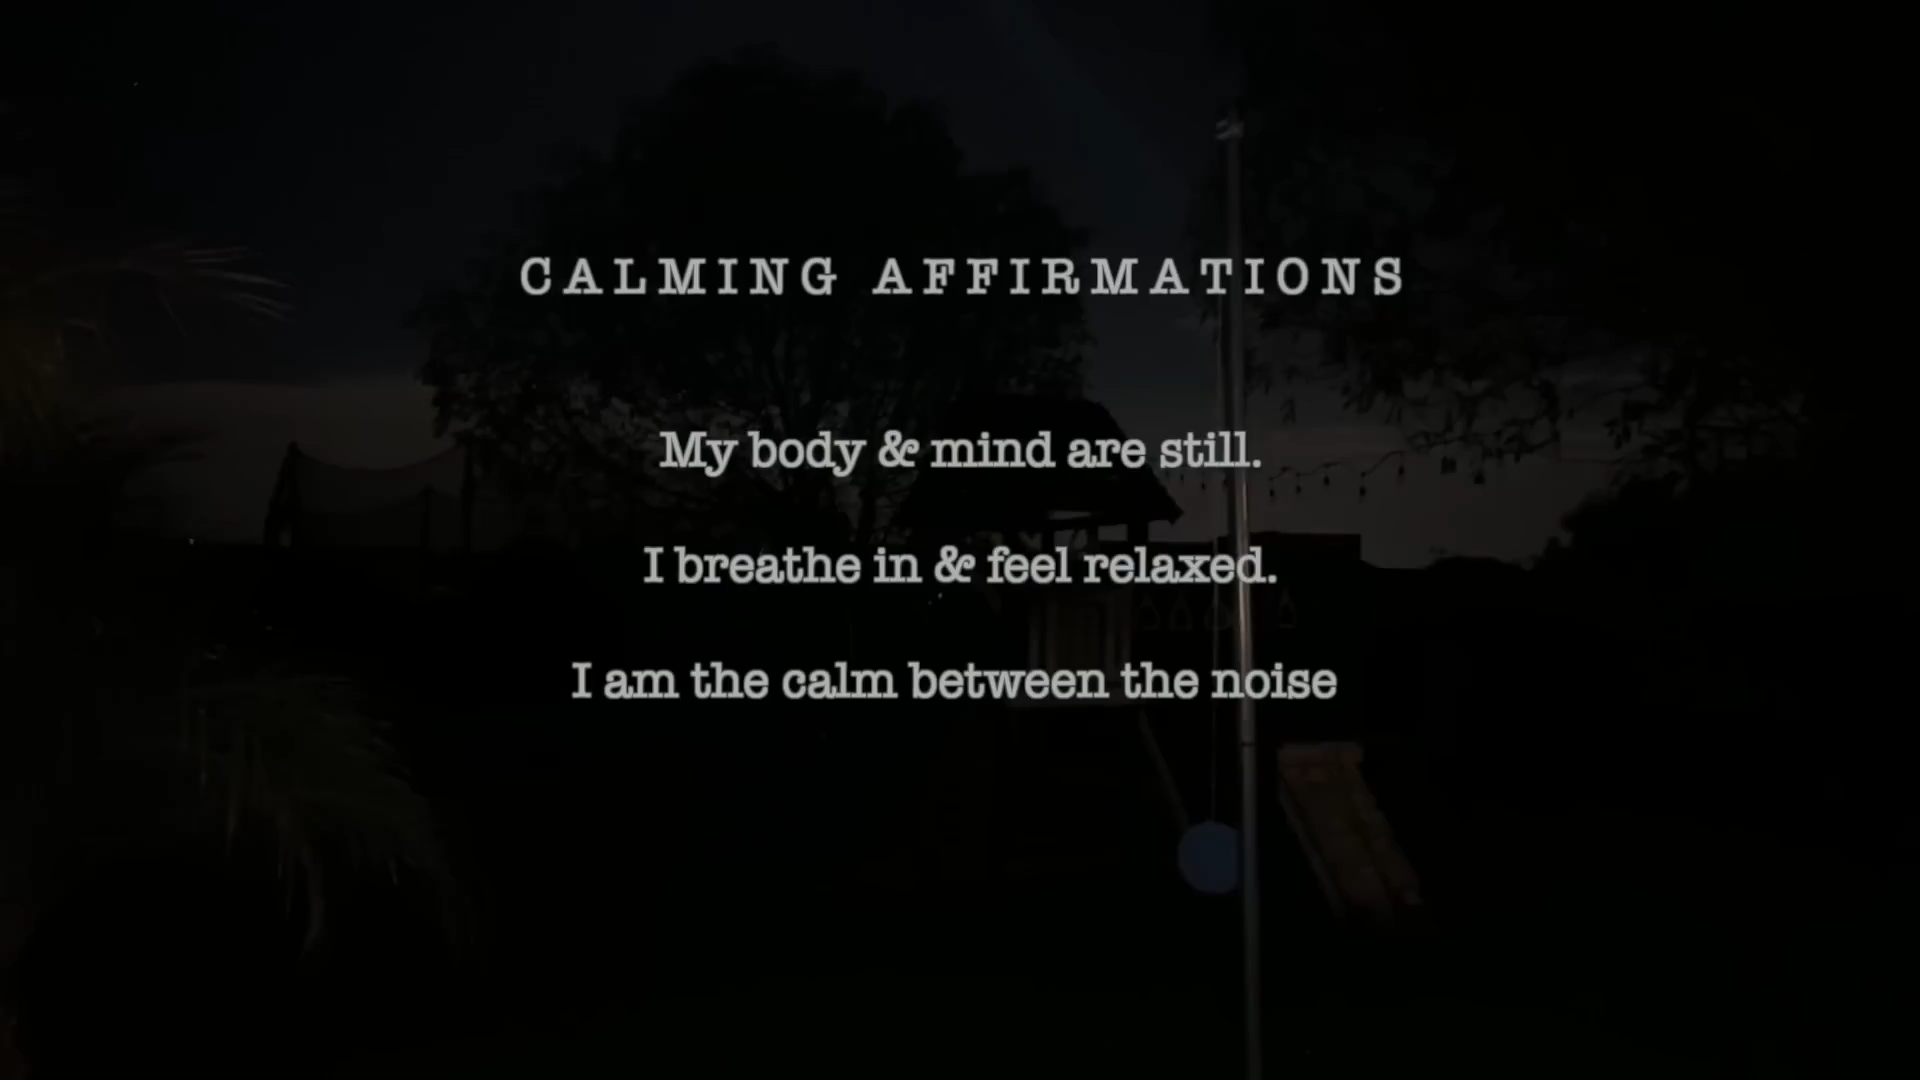 CALMING AFFIRMATIONS
My body & mind are still.
I breathe in & feel relaxed.
I am the calm between the noise